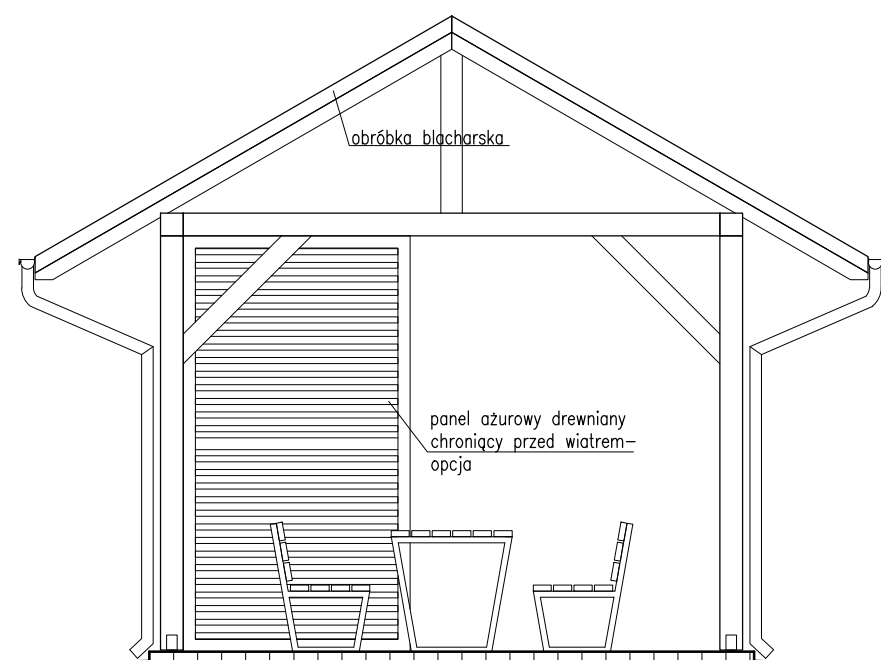 obróbka blacharska
panel ażurowy drewniany
chroniący przed wiatrem-
opcja